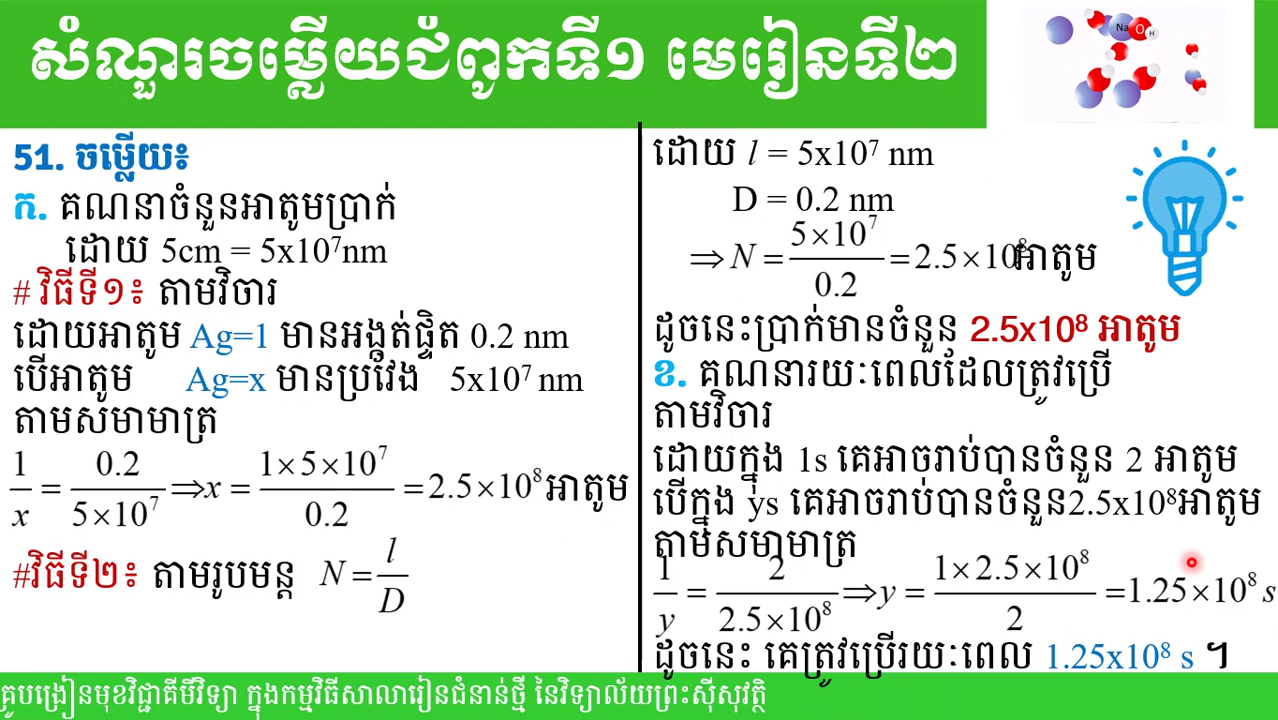 សំណួរចម្លើយជំពូកទី១ មេរៀនទី២
Na O H
51. ចម្លើយ៖
ក. គណនាចំនួនអាតូមប្រាក់
ដោយ 5cm = 5x10⁷nm
# វិធីទី១៖ តាមវិចារ
ដោយអាតូម Ag=1 មានអង្កត់ផ្ចិត 0.2 nm
បើអាតូម Ag=x មានប្រវែង 5x10⁷ nm
តាមសមាមាត្រ
1/x = 0.2/(5×10⁷) ⇒ x = (1×5×10⁷)/0.2 = 2.5×10⁸ អាតូម
#វិធីទី២៖ តាមរូបមន្ត N = l/D
ដោយ l = 5x10⁷ nm
D = 0.2 nm
⇒ N = (5×10⁷)/0.2 = 2.5×10⁸ អាតូម
ដូចនេះប្រាក់មានចំនួន 2.5x10⁸ អាតូម
ខ. គណនារយៈពេលដែលត្រូវប្រើ
តាមវិចារ
ដោយក្នុង 1s គេអាចរាប់បានចំនួន 2 អាតូម
បើក្នុង ys គេអាចរាប់បានចំនួន2.5x10⁸អាតូម
តាមសមាមាត្រ
1/y = 2/(2.5×10⁸) ⇒ y = (1×2.5×10⁸)/2 = 1.25×10⁸ s
ដូចនេះ គេត្រូវប្រើរយៈពេល 1.25x10⁸ s ។
គ្រូបង្រៀនមុខវិជ្ជាគីមីវិទ្យា ក្នុងកម្មវិធីសាលារៀនជំនាន់ថ្មី នៃវិទ្យាល័យព្រះស៊ីសុវត្ថិ